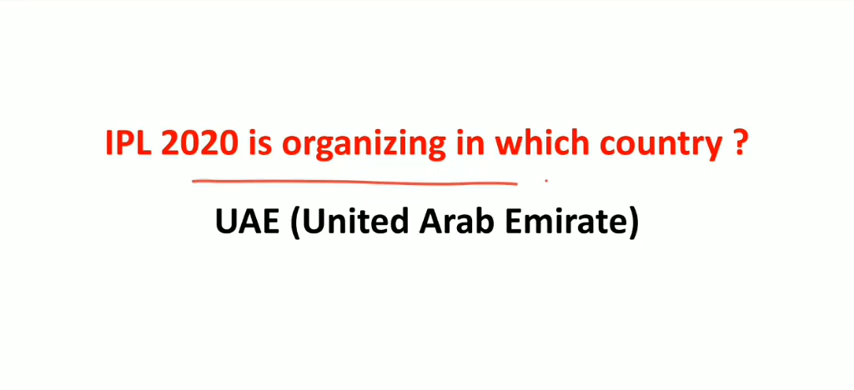 IPL 2020 is organizing in which country ?
UAE (United Arab Emirate)